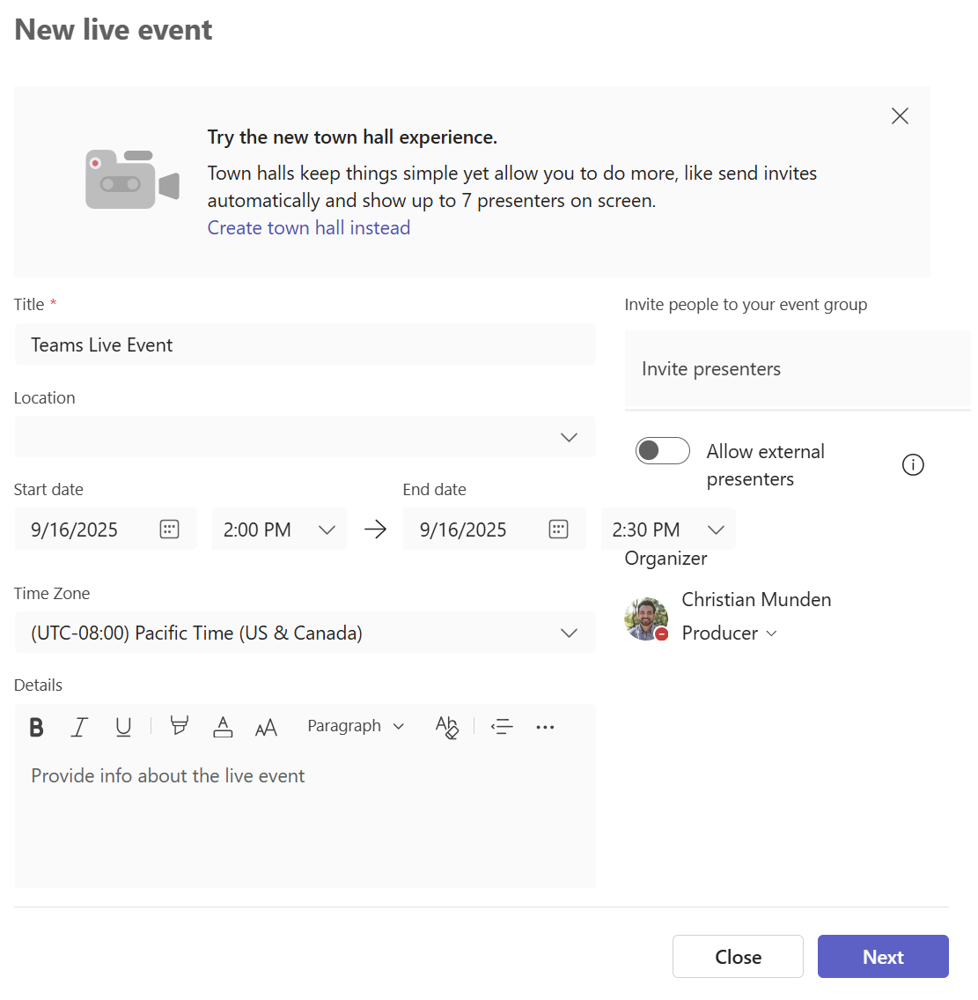 New live event
Try the new town hall experience.
Town halls keep things simple yet allow you to do more, like send invites
automatically and show up to 7 presenters on screen.
Create town hall instead
Title *
Teams Live Event
Location
Start date
End date
9/16/2025
2:00 PM
9/16/2025
2:30 PM
Time Zone
(UTC-08:00) Pacific Time (US & Canada)
Details
B I U A AA Paragraph Ab
Provide info about the live event
Invite people to your event group
Invite presenters
Allow external
presenters
Organizer
Christian Munden
Producer
Close
Next